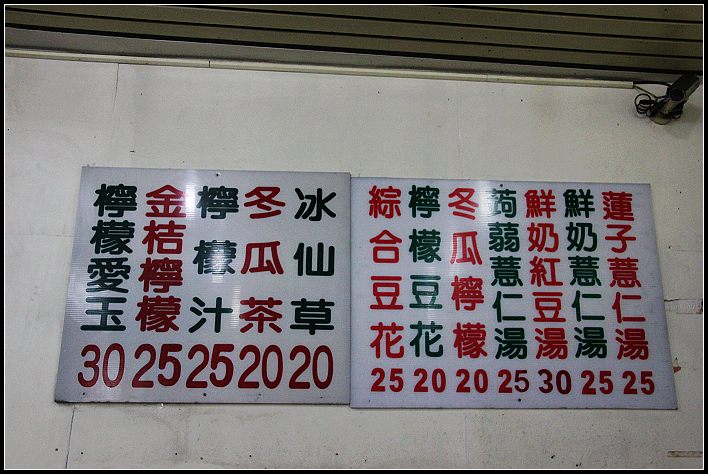 冰仙草20
冬瓜茶20
檸檬汁25
金桔檸檬25
檸檬愛玉30
蓮子薏仁湯25
鮮奶薏仁湯25
鮮奶紅豆湯30
蒟蒻薏仁湯25
冬瓜檸檬20
檸檬豆花20
綜合豆花25